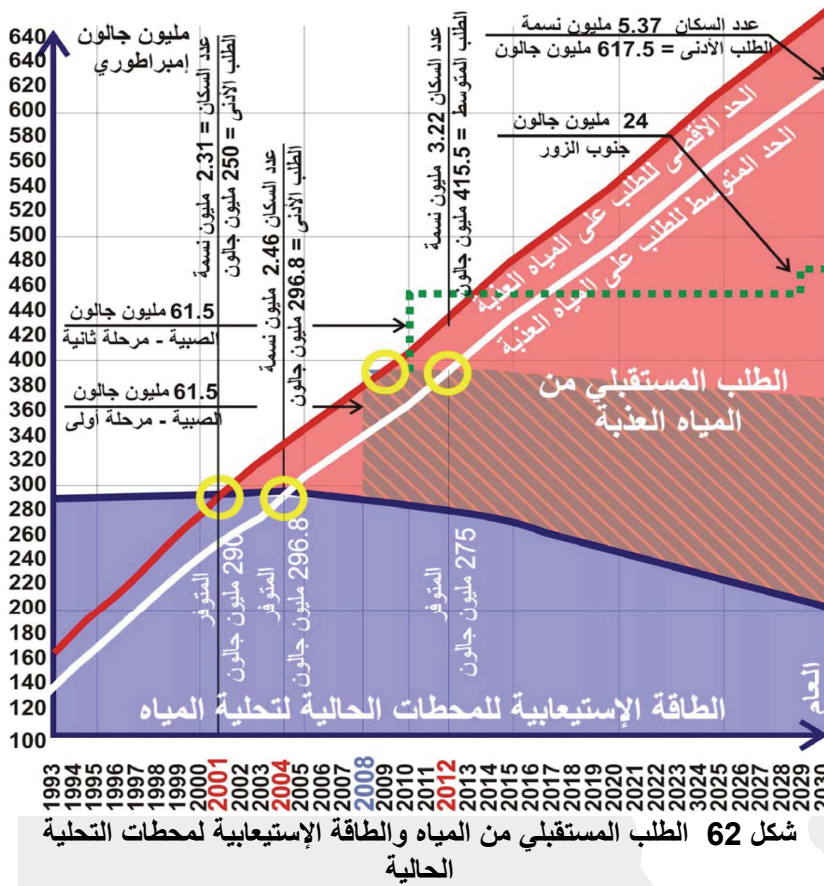 مليون جالون
إمبراطوري
640
640
620
600
580
560
540
520
500
480
460
440
420
400
380
360
340
320
300
280
260
240
220
200
180
160
140
120
100
عدد السكان = 2.31 مليون نسمة
الطلب الأدنى = 250 مليون جالون
عدد السكان 2.46 مليون نسمة
الطلب الأدنى = 296.8 مليون جالون
عدد السكان 3.22 مليون نسمة
الطلب المتوسط = 415.5 مليون جالون
عدد السكان 5.37 مليون نسمة
الطلب الأدنى = 617.5 مليون جالون
24 مليون جالون
جنوب الزور
الحد الأقصى للطلب على المياه العذبة
الحد المتوسط للطلب على المياه العذبة
61.5 مليون جالون
الصبية - مرحلة ثانية
61.5 مليون جالون
الصبية - مرحلة أولى
الطلب المستقبلي من
المياه العذبة
المتوفر
290 مليون جالون
المتوفر
296.8 مليون جالون
المتوفر
275 مليون جالون
الطاقة الإستيعابية للمحطات الحالية لتحلية المياه
العام
1993
1994
1995
1996
1997
1998
1999
2000
2001
2002
2003
2004
2005
2006
2007
2008
2009
2010
2011
2012
2013
2014
2015
2016
2017
2018
2019
2020
2021
2022
2023
3024
2025
2026
2027
2028
2029
2030
شكل 62 الطلب المستقبلي من المياه والطاقة الإستيعابية لمحطات التحلية
الحالية